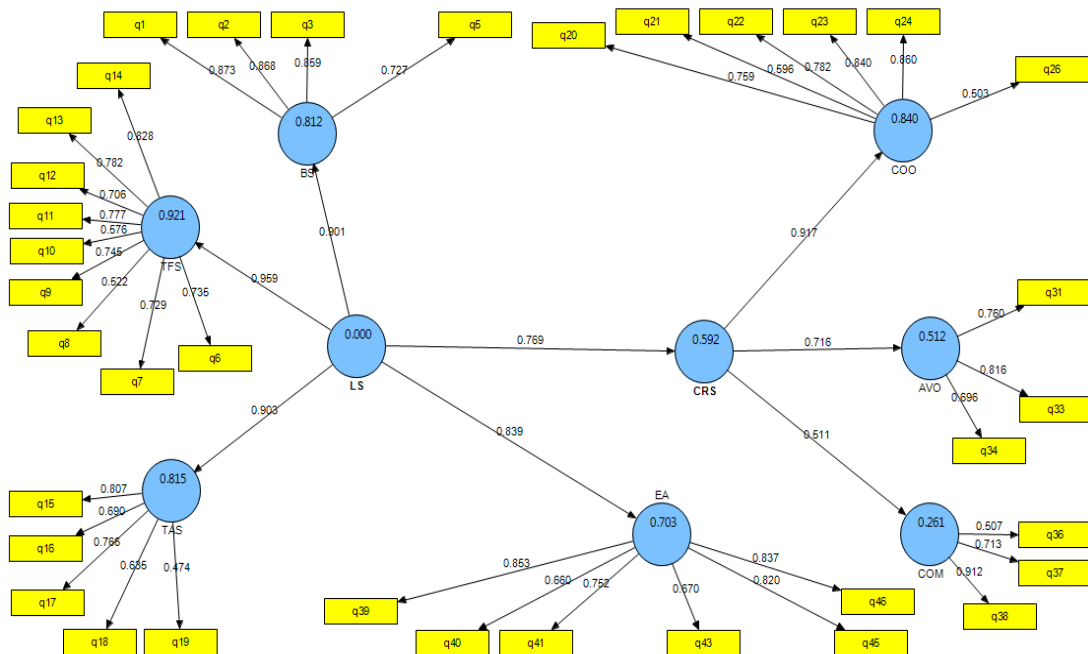 q1
q2
q3
q5
q20
q21
q22
q23
q24
q26
q14
0.873
0.868
0.859
0.727
0.759
0.596
0.782
0.840
0.860
0.503
q13
0.828
0.812
BS
0.840
COO
q12
0.782
0.706
q11
0.777
0.921
TFS
q10
0.576
q9
0.745
0.522
0.729
0.735
q8
q7
q6
0.959
0.901
0.917
0.000
LS
0.769
0.592
CRS
0.716
0.512
AVO
0.760
q31
0.816
q33
0.696
q34
0.903
0.839
0.511
0.815
TAS
q15
0.807
q16
0.690
q17
0.766
0.635
0.474
q18
q19
EA
0.703
0.853
0.660
0.752
0.670
0.820
0.837
q39
q40
q41
q43
q45
q46
0.261
COM
0.507
q36
0.713
q37
0.912
q38